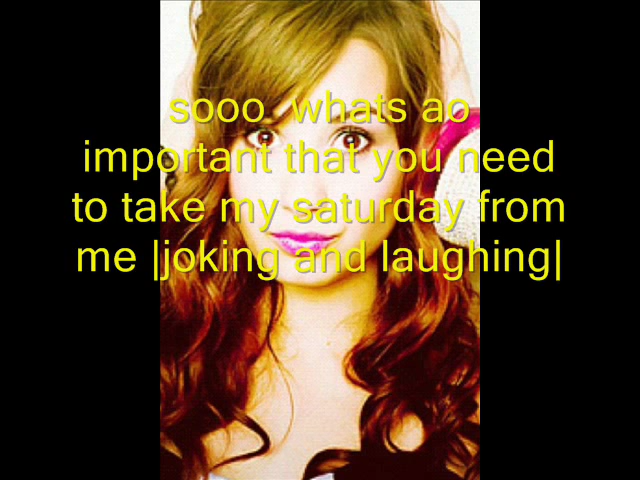 sooo  whats ao
important that you need
to take my saturday from
me |joking and laughing|